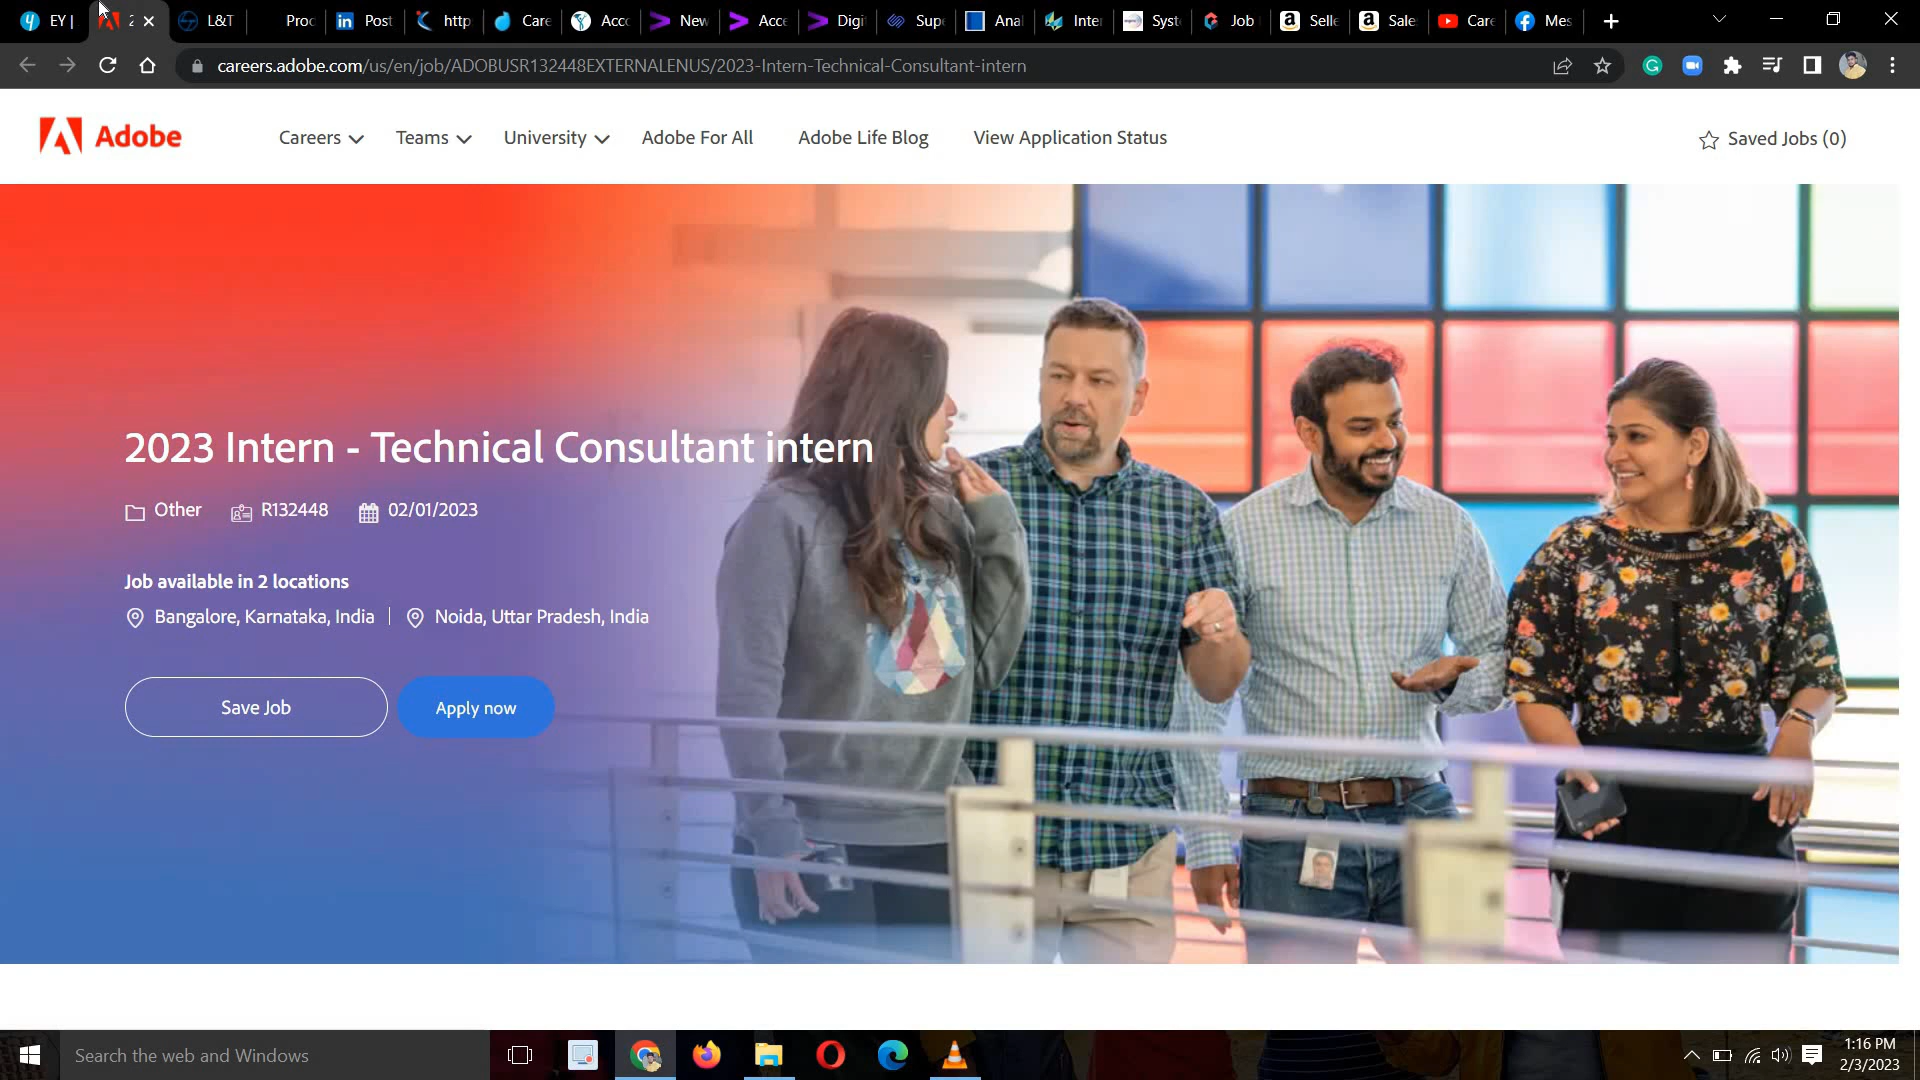 EY |
2
L&T
Proc
Post
http
Care
Acco
New
Acce
Digi
Supe
Anal
Inter
Syst
Job
Selle
Sale
Care
Mes
careers.adobe.com/us/en/job/ADOBUSR132448EXTERNALENUS/2023-Intern-Technical-Consultant-intern
Adobe
Careers
Teams
University
Adobe For All
Adobe Life Blog
View Application Status
Saved Jobs (0)
2023 Intern - Technical Consultant intern
Other R132448 02/01/2023
Job available in 2 locations
Bangalore, Karnataka, India | Noida, Uttar Pradesh, India
Save Job
Apply now
Search the web and Windows
1:16 PM
2/3/2023